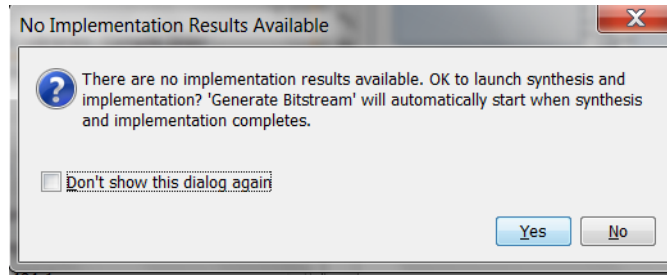 No Implementation Results Available
There are no implementation results available. OK to launch synthesis and
implementation? 'Generate Bitstream' will automatically start when synthesis
and implementation completes.
Don't show this dialog again
Yes No